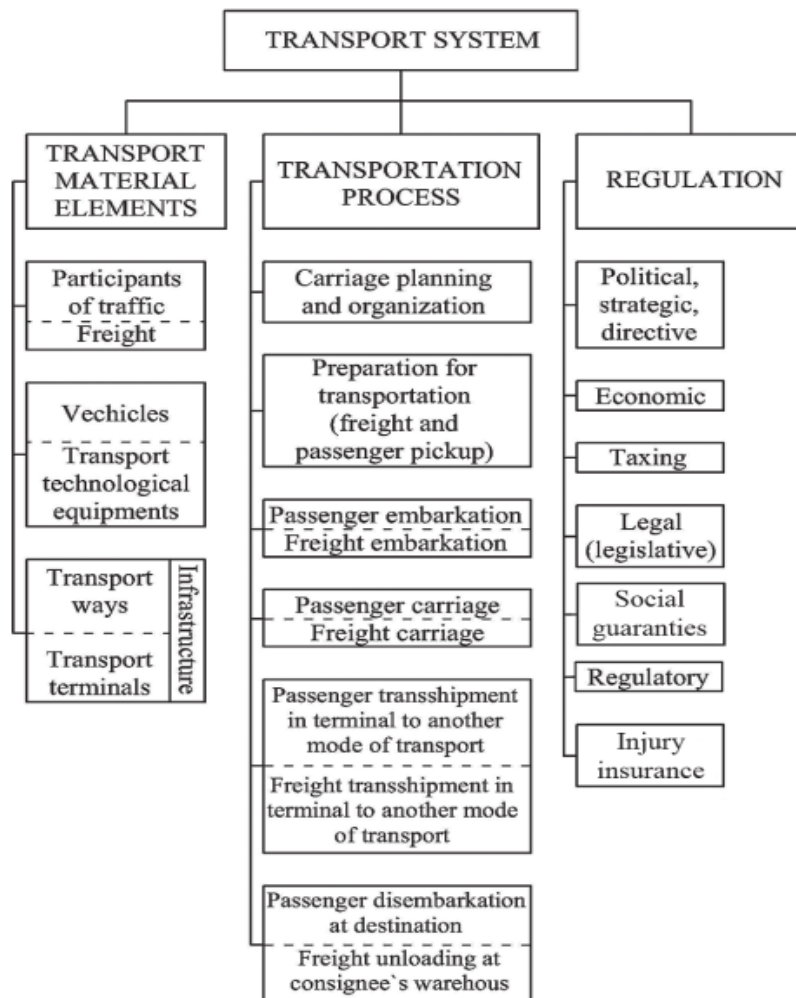 TRANSPORT SYSTEM
TRANSPORT
MATERIAL
ELEMENTS
Participants
of traffic
Freight
Vechicles
Transport
technological
equipments
Transport
ways
Transport
terminals
Infrastructure
TRANSPORTATION
PROCESS
Carriage planning
and organization
Preparation for
transportation
(freight and
passenger pickup)
Passenger embarkation
Freight embarkation
Passenger carriage
Freight carriage
Passenger transshipment
in terminal to another
mode of transport
Freight transshipment in
terminal to another mode
of transport
Passenger disembarkation
at destination
Freight unloading at
consignee`s warehous
REGULATION
Political,
strategic,
directive
Economic
Taxing
Legal
(legislative)
Social
guaranties
Regulatory
Injury
insurance